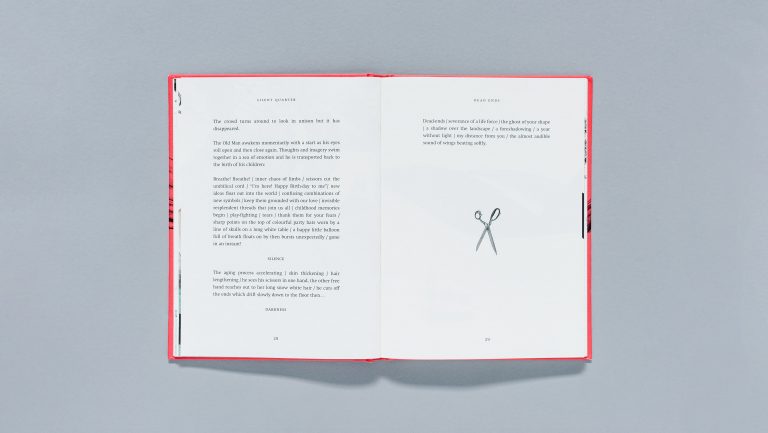 SILENT QUARTER
The crowd turns around to look in unison but it has
disappeared.
The Old Man awakens momentarily with a start as his eyes
roll open and then close again. Thoughts and imagery swim
together in a sea of emotion and he is transported back to
the birth of his children:
Breathe! Breathe! | inner chaos of limbs / scissors cut the
umbilical cord | "I'm here! Happy Birth-day to me"| new
ideas float out into the world | confusing combinations of
new symbols | keep them grounded with our love | invisible
resplendent threads that join us all | childhood memories
begin | play-fighting | tears | thank them for your fears /
sharp points on the top of colourful party hats worn by a
line of skulls on a long white table | a happy little balloon
full of breath floats on by then bursts unexpectedly / gone
in an instant!
SILENCE
The aging process accelerating | skin thickening | hair
lengthening | he sees his scissors in one hand, the other free
hand reaches out to her long snow white hair / he cuts off
the ends which drift slowly down to the floor then...
DARKNESS
28
DEAD ENDS
Dead-ends | severance of a life force | the ghost of your shape
| a shadow over the landscape / a foreshadowing / a year
without light | my distance from you / the almost audible
sound of wings beating softly.
29